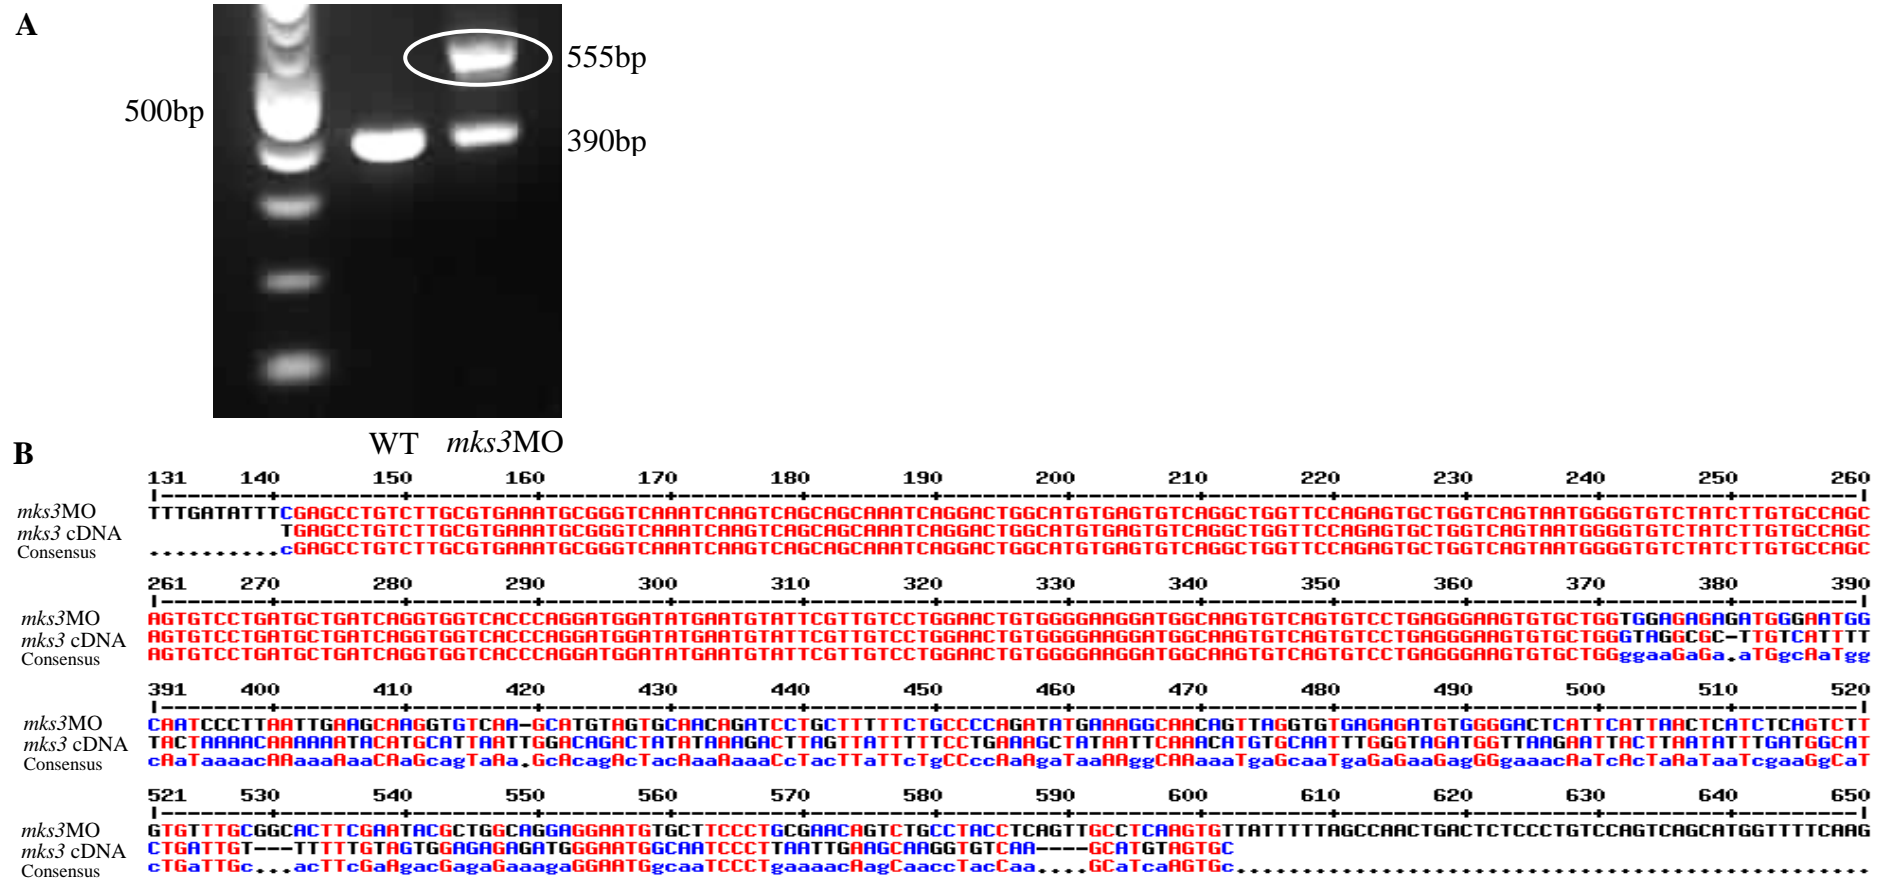 A
555bp
500bp
390bp
WT mks3MO
B
131 140 150 160 170 180 190 200 210 220 230 240 250 260
mks3MO TTTGATATTTCGAGCCTGTCTTGCGTGAAATGCGGGTCAAATCAAGTCAGCAGCAAATCAGGACTGGCATGTGAGTGTCAGGCTGGTTCCAGAGTGCTGGTCAGTAATGGGGTGTCTATCTTGTGCCAGC
mks3 cDNA TGAGCCTGTCTTGCGTGAAATGCGGGTCAAATCAAGTCAGCAGCAAATCAGGACTGGCATGTGAGTGTCAGGCTGGTTCCAGAGTGCTGGTCAGTAATGGGGTGTCTATCTTGTGCCAGC
Consensus ..........cGAGCCTGTCTTGCGTGAAATGCGGGTCAAATCAAGTCAGCAGCAAATCAGGACTGGCATGTGAGTGTCAGGCTGGTTCCAGAGTGCTGGTCAGTAATGGGGTGTCTATCTTGTGCCAGC
261 270 280 290 300 310 320 330 340 350 360 370 380 390
mks3MO AGTGTCCTGATGCTGATCAGGTGGTCACCCAGGATGGATATGAATGTATTCGTTGTCCTGGAACTGTGGGGAAGGATGGCAAGTGTCAGTGTCCTGAGGGAAGTGTGCTGGTGGAGAGAGATGGGAATGG
mks3 cDNA AGTGTCCTGATGCTGATCAGGTGGTCACCCAGGATGGATATGAATGTATTCGTTGTCCTGGAACTGTGGGGAAGGATGGCAAGTGTCAGTGTCCTGAGGGAAGTGTGCTGGGTAGGCGC-TTGTCATTTT
Consensus AGTGTCCTGATGCTGATCAGGTGGTCACCCAGGATGGATATGAATGTATTCGTTGTCCTGGAACTGTGGGGAAGGATGGCAAGTGTCAGTGTCCTGAGGGAAGTGTGCTGGggaaGaGa.aTGgcAaTgg
391 400 410 420 430 440 450 460 470 480 490 500 510 520
mks3MO CAATCCCTTAATTGAAGCAAGGTGTCAA-GCATGTAGTGCAACAGATCCTGCTTTTTCTGCCCCAGATATGAAAGGCAACAGTTAGGTGTGAGAGATGTGGGGACTCATTCATTAACTCATCTCAGTCTT
mks3 cDNA TACTAAAACAAAAAATACATGCATTAATTGGACAGACTATATAAAGACTTAGTTATTTTTCCTGAAAGCTATAATTCAAACATGTGCAATTTGGGTAGATGGTTAAGAATTACTTAATATTTGATGGCAT
Consensus cAaTaaaacAAaaaAaaCAaGcagTaAa.GcAcagActAcAaaAaaaCcTacTTaTTctgCCccAaAgaTaaAAggCAAaaaTgaGcaaTgaGaGaaGagGGgaaacAaTcAcTaAaTaaTcgaaGgCaT
521 530 540 550 560 570 580 590 600 610 620 630 640 650
mks3MO GTGTTTGCGGCACTTCGAATACGCTGGCAGGAGGAATGTGCTTCCCTGCGAACAGTCTGCCTACCTCAGTTGCCTCAAGTGTTATTTTTAGCCAACTGACTCTCCCTGTCCAGTCAGCATGGTTTTCAAG
mks3 cDNA CTGATTGT---TTTTTGTAGTGGAGAGAGATGGGAATGGCAATCCCTTAATTGAAGCAAGGTGTCAA----GCATGTAGTGC
Consensus cTGaTTGc...acTTcGaAgacGagaGaaagaGGAATGgcaaTCCCTgaaaacAagCaacctacCaa....GCaTcaAGTGc................................................